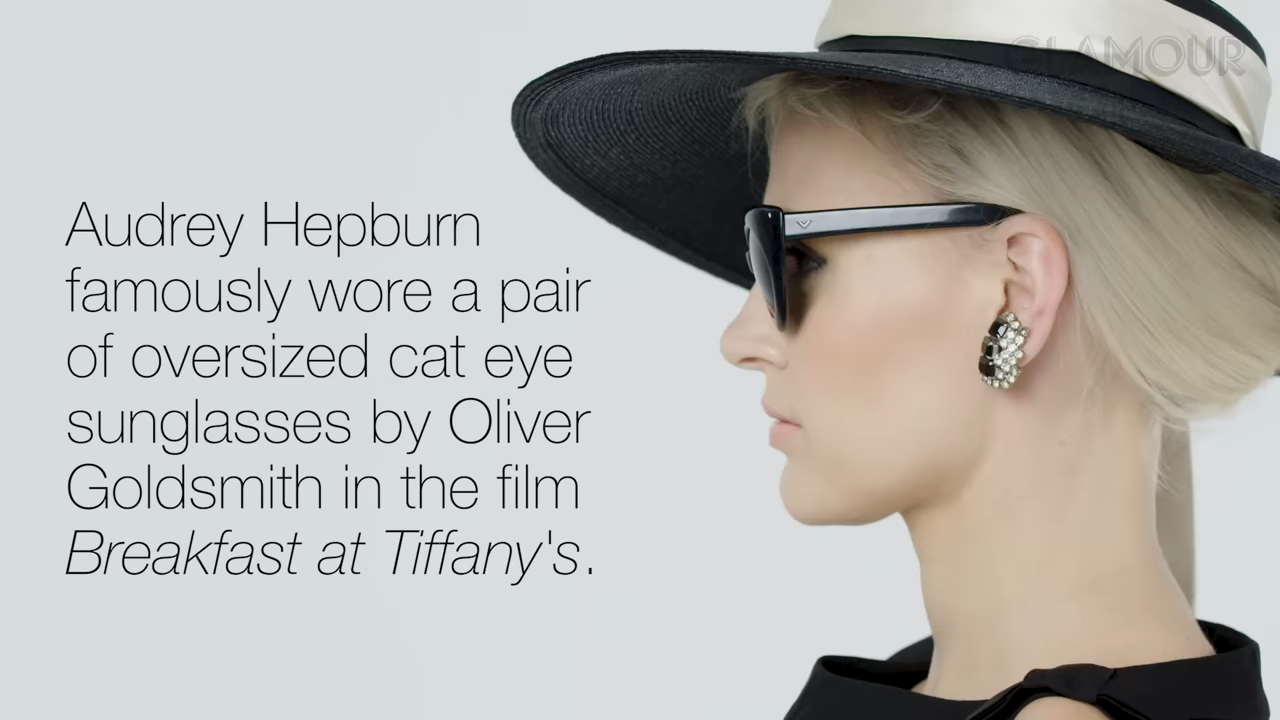 GLAMOUR
Audrey Hepburn
famously wore a pair
of oversized cat eye
sunglasses by Oliver
Goldsmith in the film
Breakfast at Tiffany's.